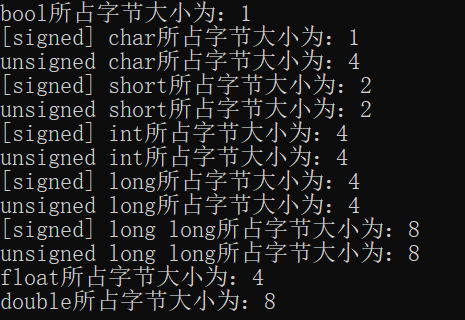 bool所占字节大小为：1
[signed] char所占字节大小为：1
unsigned char所占字节大小为：4
[signed] short所占字节大小为：2
unsigned short所占字节大小为：2
[signed] int所占字节大小为：4
unsigned int所占字节大小为：4
[signed] long所占字节大小为：4
unsigned long所占字节大小为：4
[signed] long long所占字节大小为：8
unsigned long long所占字节大小为：8
float所占字节大小为：4
double所占字节大小为：8